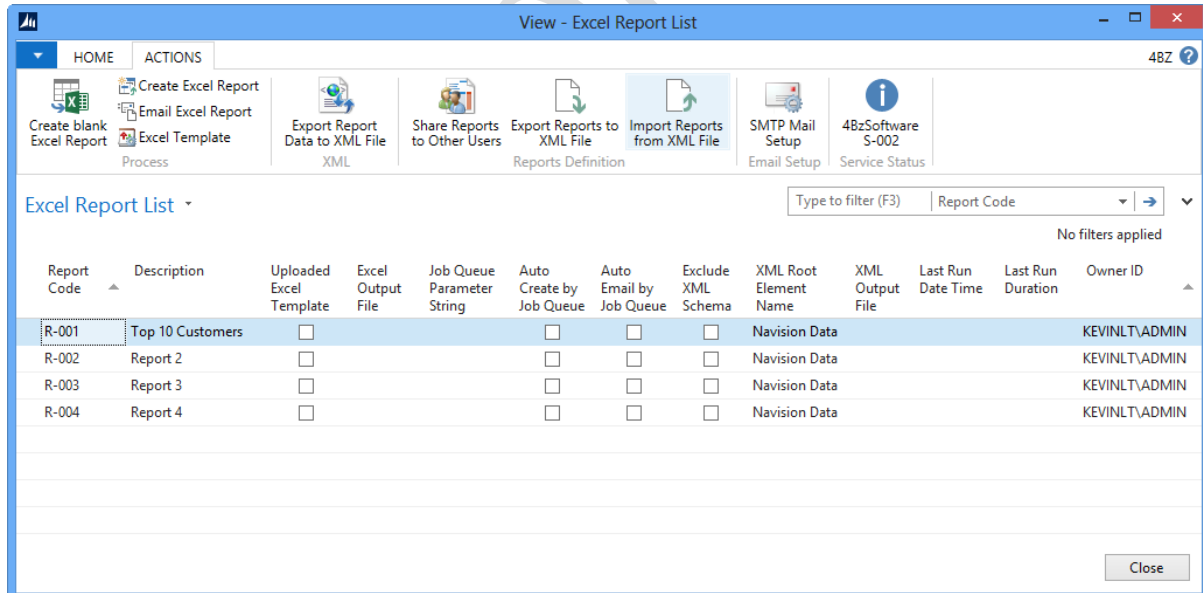 View - Excel Report List
HOME ACTIONS 4BZ
Create blank
Excel Report
Create Excel Report
Email Excel Report
Excel Template
Process
Export Report
Data to XML File
XML
Share Reports
to Other Users
Export Reports to
XML File
Import Reports
from XML File
Reports Definition
SMTP Mail
Setup
Email Setup
4BzSoftware
S-002
Service Status
Excel Report List
Type to filter (F3) Report Code
No filters applied
Report Code Description Uploaded Excel Template Excel Output File Job Queue Parameter String Auto Create by Job Queue Auto Email by Job Queue Exclude XML Schema XML Root Element Name XML Output File Last Run Date Time Last Run Duration Owner ID
R-001 Top 10 Customers Navision Data KEVINLT\ADMIN
R-002 Report 2 Navision Data KEVINLT\ADMIN
R-003 Report 3 Navision Data KEVINLT\ADMIN
R-004 Report 4 Navision Data KEVINLT\ADMIN
Close